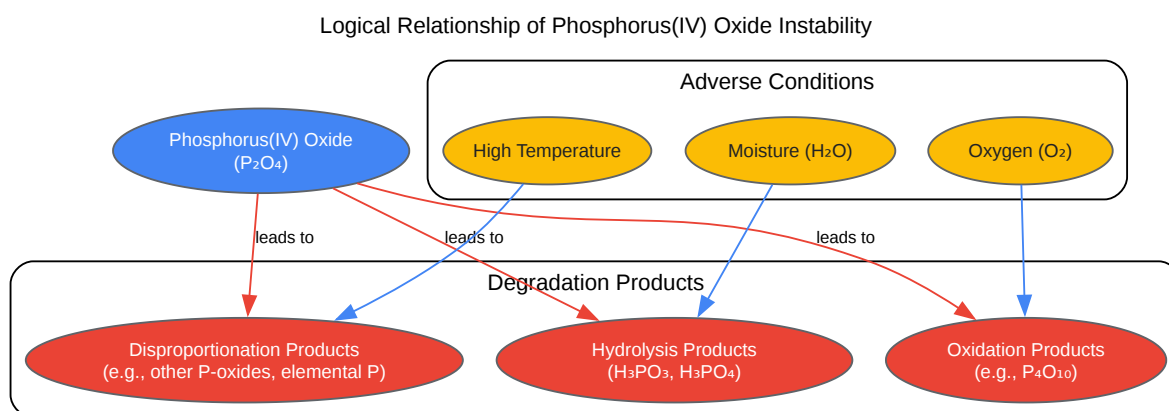 Logical Relationship of Phosphorus(IV) Oxide Instability
Adverse Conditions
Phosphorus(IV) Oxide
(P₂O₄)
High Temperature
Moisture (H₂O)
Oxygen (O₂)
leads to
leads to
leads to
Degradation Products
Disproportionation Products
(e.g., other P-oxides, elemental P)
Hydrolysis Products
(H₃PO₃, H₃PO₄)
Oxidation Products
(e.g., P₄O₁₀)